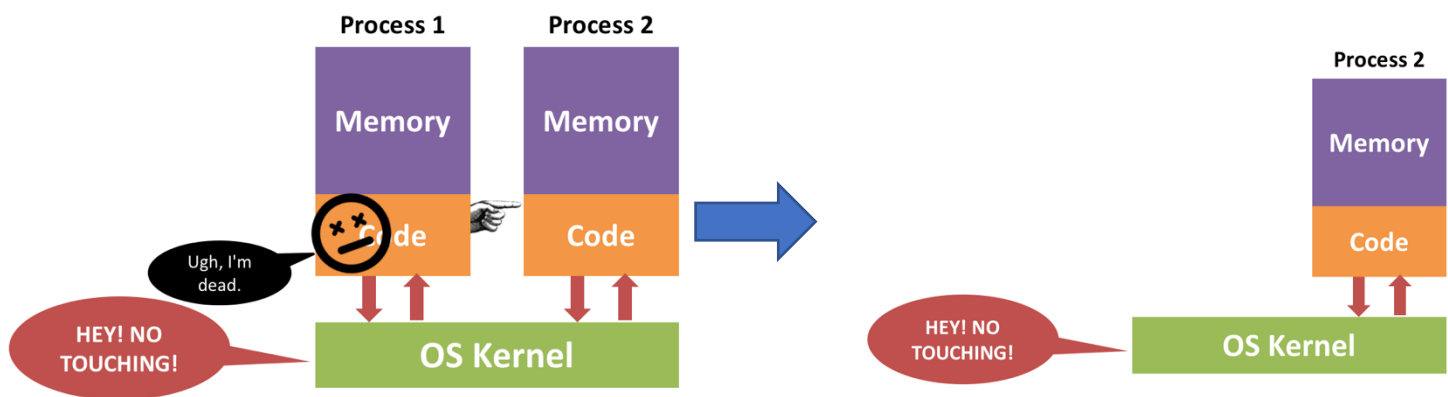 Process 1
Process 2
Memory
Memory
Code
Code
Ugh, I'm
dead.
HEY! NO
TOUCHING!
OS Kernel
Process 2
Memory
Code
HEY! NO
TOUCHING!
OS Kernel